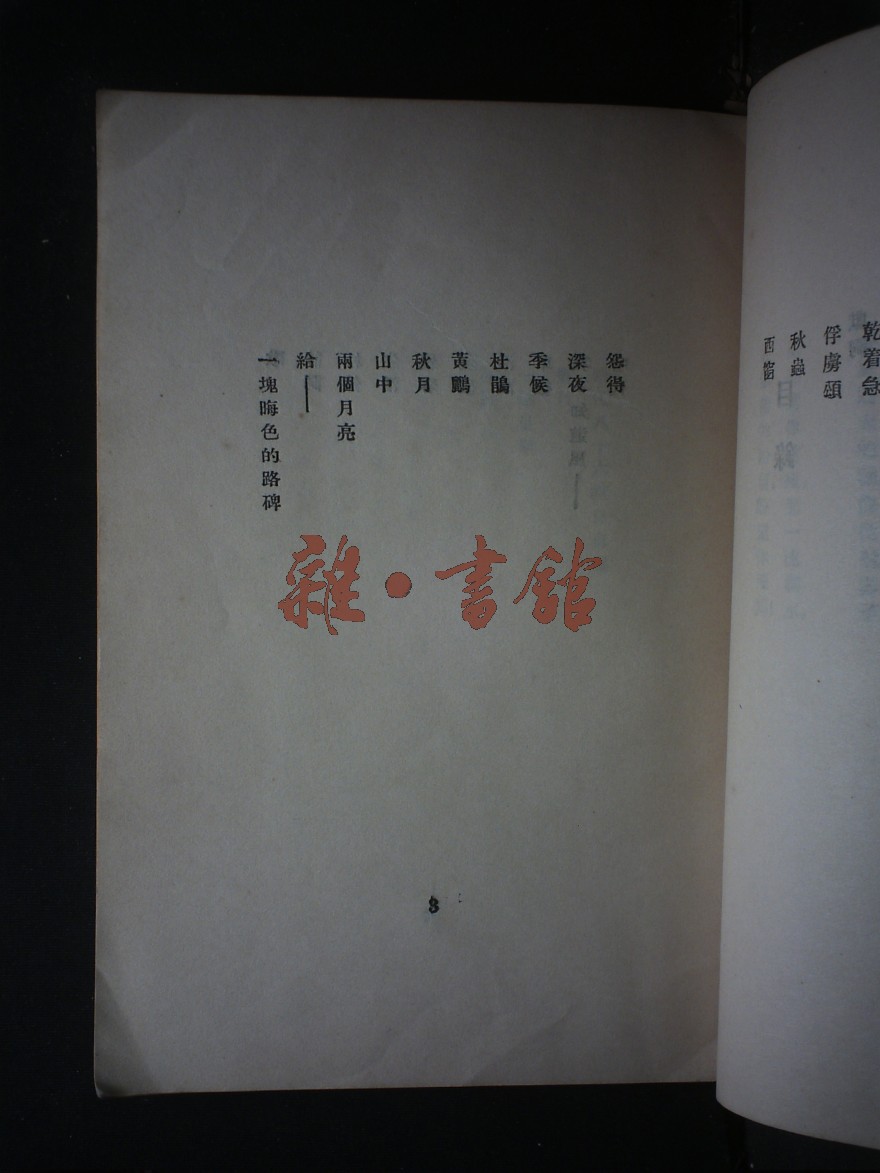 乾着急
俘虜頌
秋蟲
西窗
怨得
深夜
季候
杜鵑
黃鸝
秋月
山中
兩個月亮
給——
一塊晦色的路碑
雜·書館
3